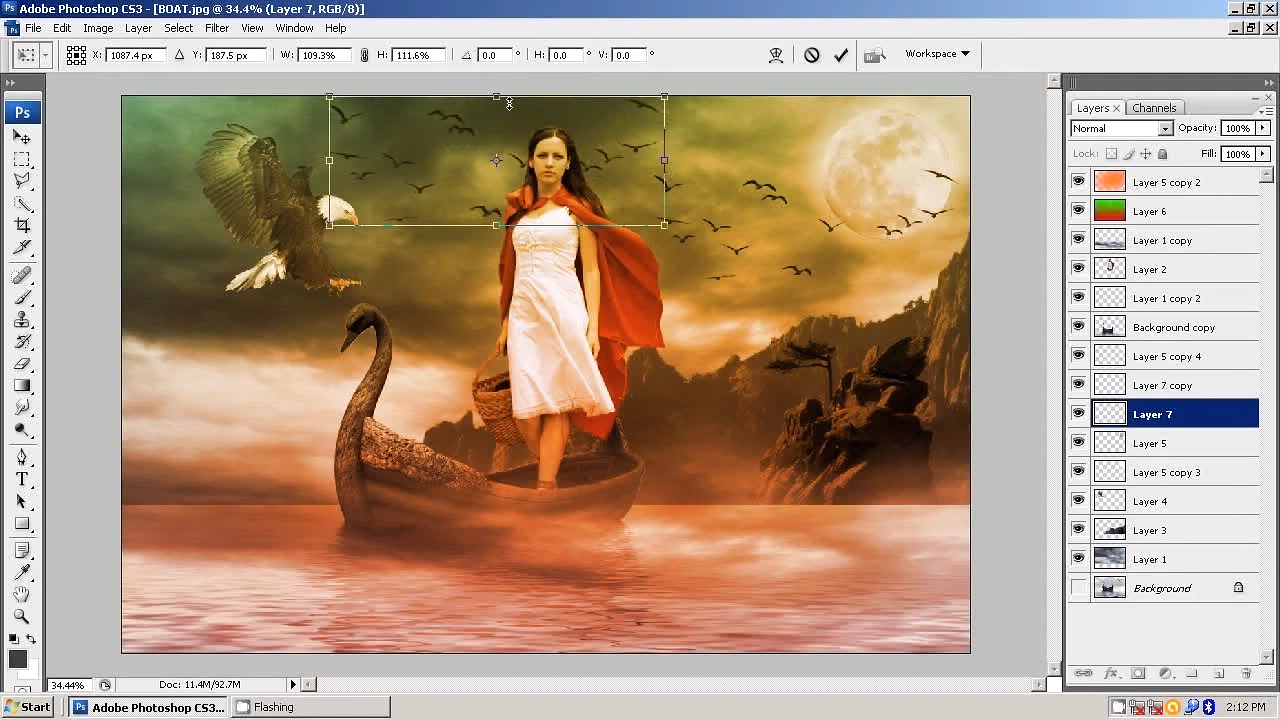 Adobe Photoshop CS3 - [BOAT.jpg @ 34.4% (Layer 7, RGB/8)]
File Edit Image Layer Select Filter View Window Help
X: 1087.4 px Y: 187.5 px W: 109.3% H: 111.6% 0.0 ° H: 0.0 ° V: 0.0 ° Workspace
Ps
Layers × Channels
Normal Opacity: 100%
Lock: Fill: 100%
Layer 5 copy 2
Layer 6
Layer 1 copy
Layer 2
Layer 1 copy 2
Background copy
Layer 5 copy 4
Layer 7 copy
Layer 7
Layer 5
Layer 5 copy 3
Layer 4
Layer 3
Layer 1
Background
34.44% Doc: 11.4M/92.7M
Start Adobe Photoshop CS3... Flashing 2:12 PM